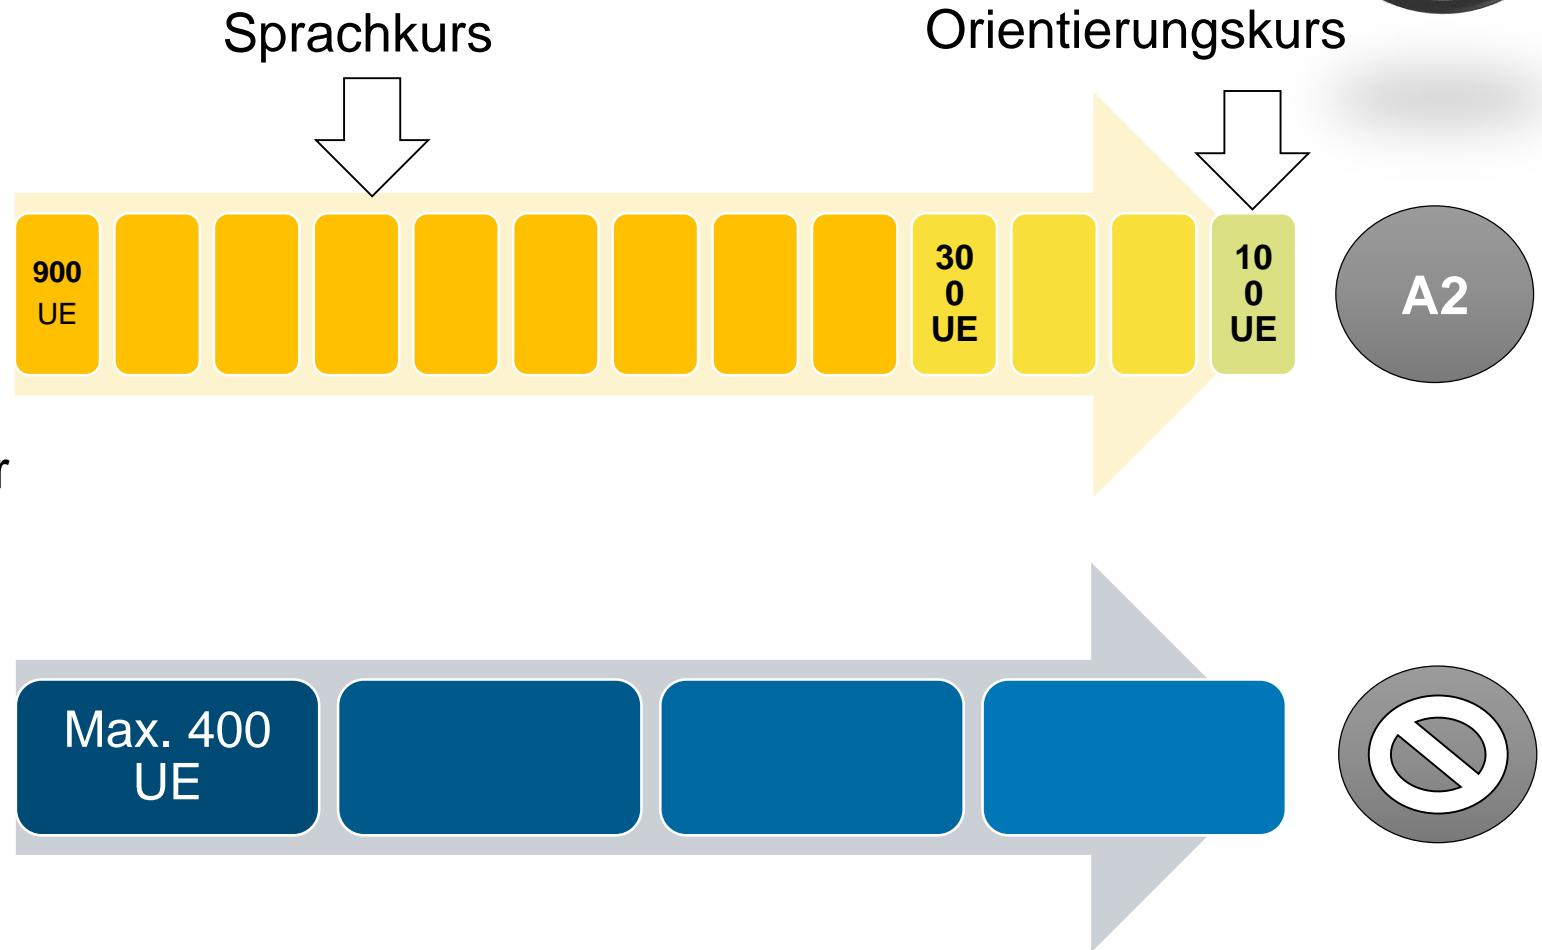 Sprachkurs
Orientierungskurs
900
UE
30
0
UE
10
0
UE
A2
r
Max. 400
UE